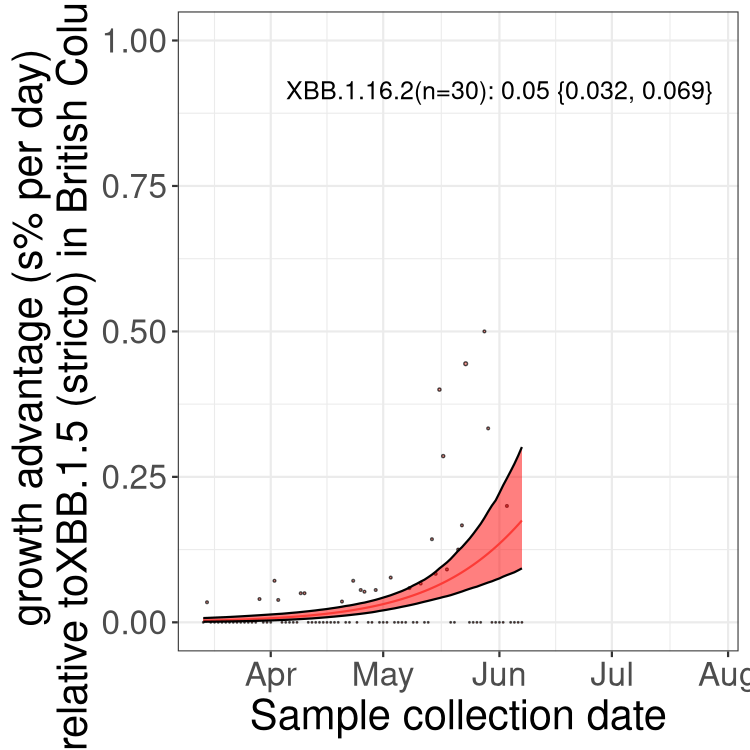 growth advantage (s% per day)
relative toXBB.1.5 (stricto) in British Colu
1.00
0.75
0.50
0.25
0.00
XBB.1.16.2(n=30): 0.05 {0.032, 0.069}
Apr May Jun Jul Aug
Sample collection date